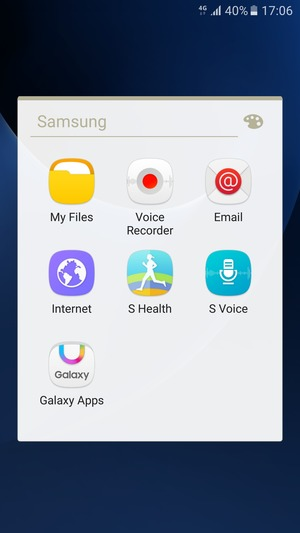 4G 40% 17:06
Samsung
My Files
Voice
Recorder
Email
@
Internet
S Health
S Voice
Galaxy
Galaxy Apps